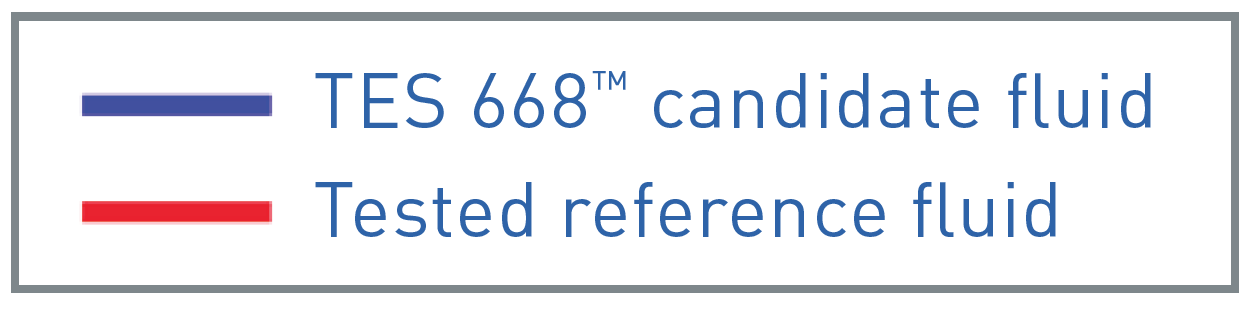 TES 668™ candidate fluid
Tested reference fluid